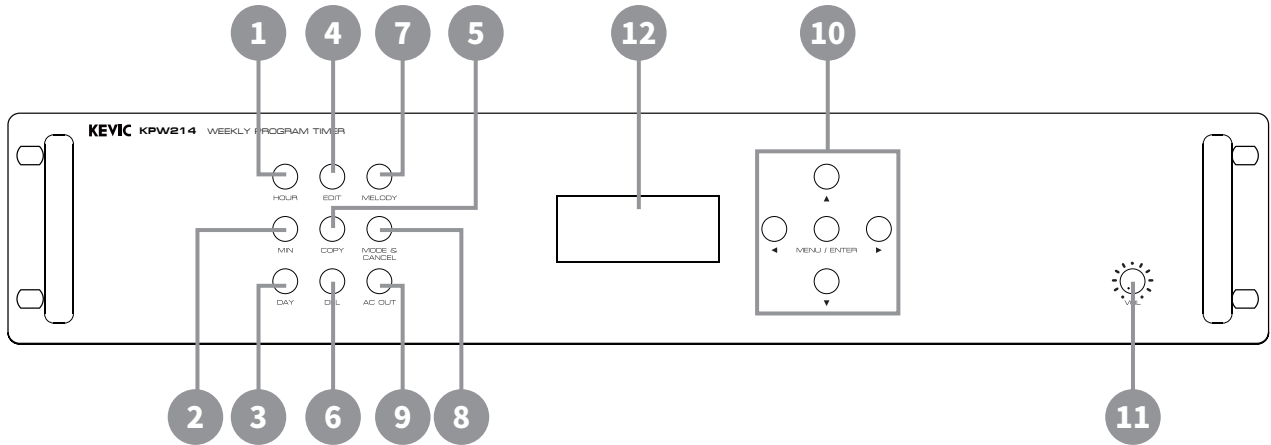 1 4 7 5 12 10
KEVIC KPW214 WEEKLY PROGRAM TIMER
HOUR EDIT MELODY
▲
MIN COPY MODE & CANCEL
◀ MENU / ENTER ▶
DAY DEL AC OUT
▼
VOL
2 3 6 9 8 11